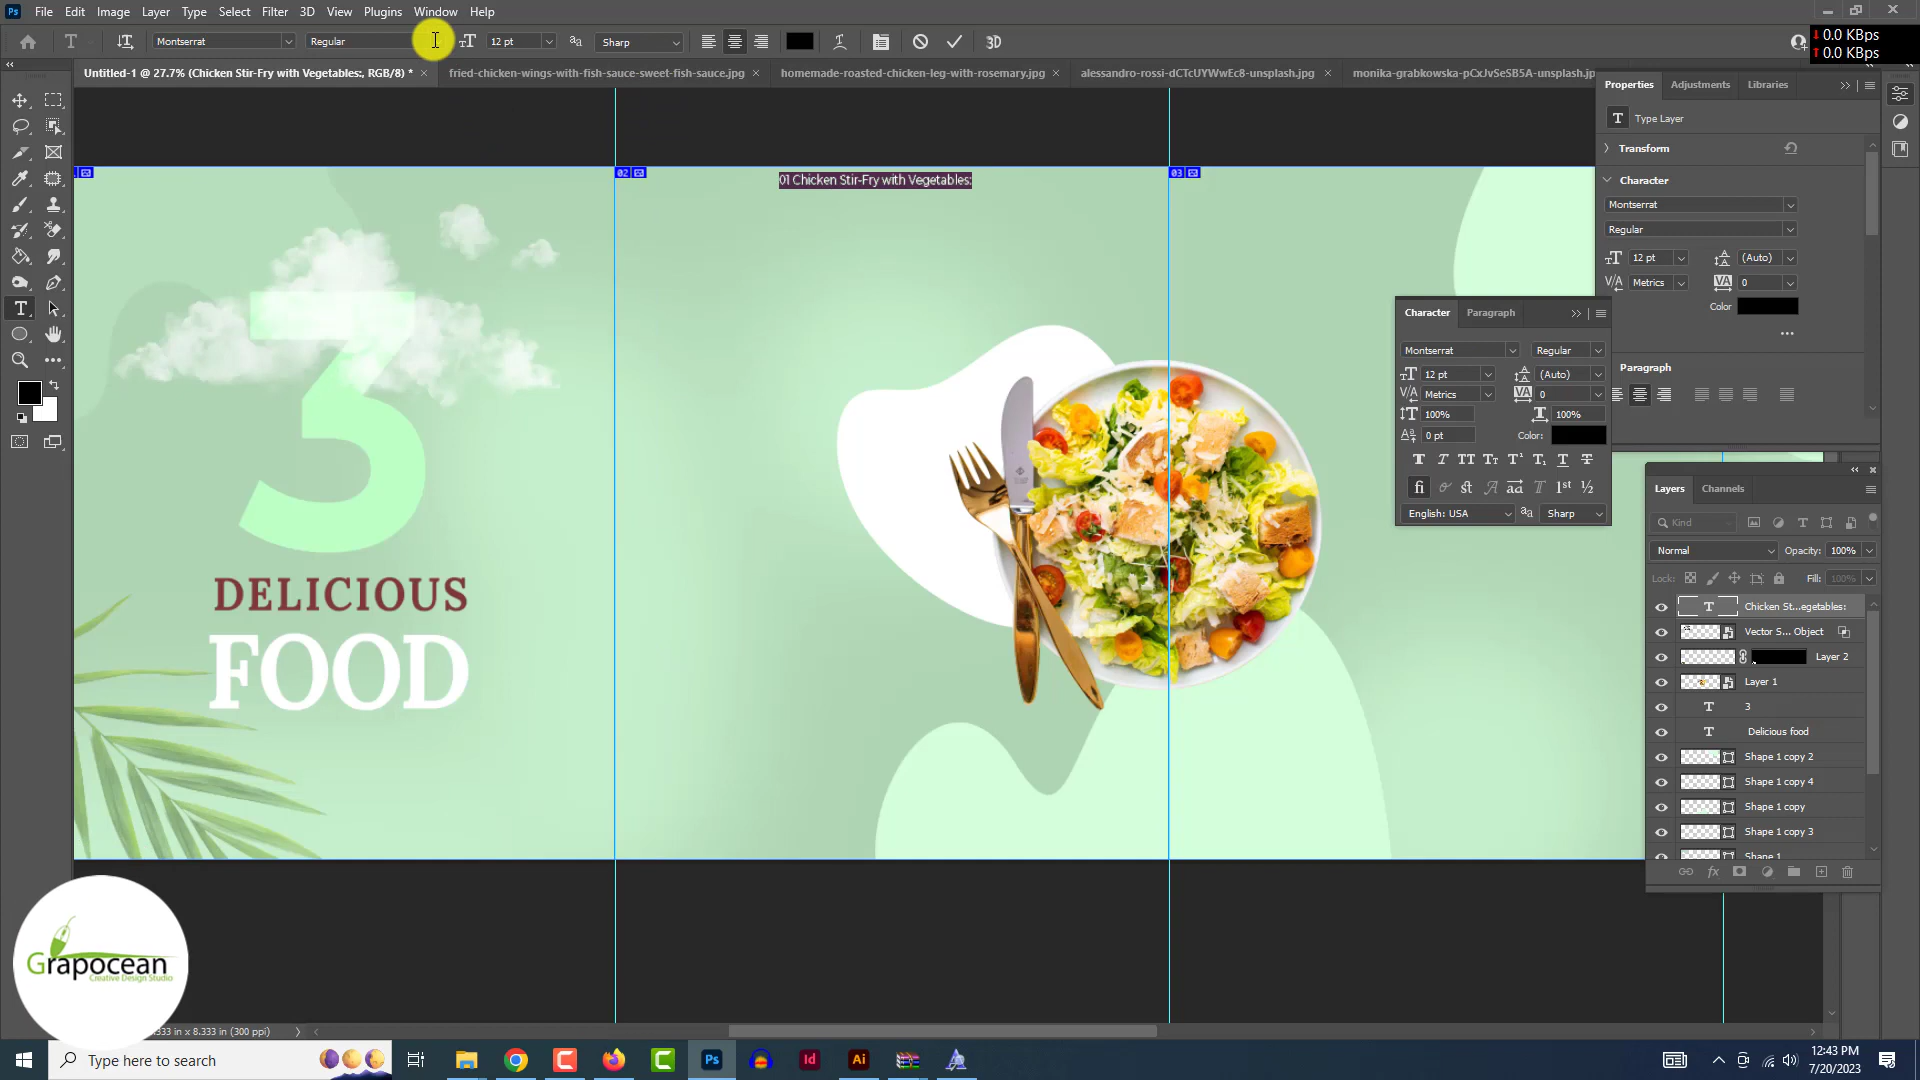 Ps File Edit Image Layer Type Select Filter 3D View Plugins Window Help
Montserrat Regular 12 pt Sharp 3D
0.0 KBps
0.0 KBps
Untitled-1 @ 27.7% (Chicken Stir-Fry with Vegetables:, RGB/8) * × fried-chicken-wings-with-fish-sauce-sweet-fish-sauce.jpg × homemade-roasted-chicken-leg-with-rosemary.jpg × alessandro-rossi-dCTcUYWwEc8-unsplash.jpg × monika-grabkowska-pCxJvSeSB5A-unsplash.jp
Properties Adjustments Libraries
T Type Layer
Transform
Character
Montserrat
Regular
12 pt (Auto)
Metrics 0
Color
Paragraph
02
03
01 Chicken Stir-Fry with Vegetables:
3
DELICIOUS
FOOD
Character Paragraph
Montserrat Regular
12 pt (Auto)
Metrics 0
100% 100%
0 pt Color:
English: USA Sharp
Layers Channels
Kind
Normal Opacity: 100%
Lock: Fill: 100%
Chicken St...egetables:
Vector S... Object
Layer 2
Layer 1
3
Delicious food
Shape 1 copy 2
Shape 1 copy 4
Shape 1 copy
Shape 1 copy 3
Shape 1
Grapocean
Creative Design Studio
.333 in x 8.333 in (300 ppi)
Type here to search
Ps Id Ai
12:43 PM
7/20/2023